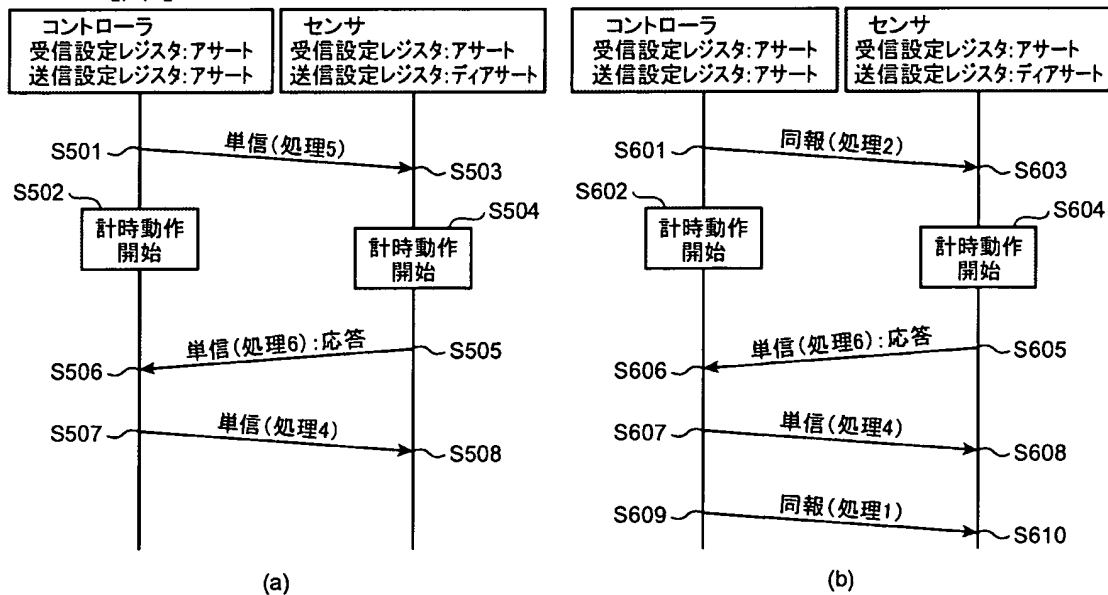 コントローラ
受信設定レジスタ:アサート
送信設定レジスタ:アサート
センサ
受信設定レジスタ:アサート
送信設定レジスタ:ディアサート
S501
単信(処理5)
S503
S502
計時動作
開始
S504
計時動作
開始
単信(処理6):応答
S505
S506
S507
単信(処理4)
S508
(a)
コントローラ
受信設定レジスタ:アサート
送信設定レジスタ:アサート
センサ
受信設定レジスタ:アサート
送信設定レジスタ:ディアサート
S601
同報(処理2)
S603
S602
計時動作
開始
S604
計時動作
開始
単信(処理6):応答
S605
S606
S607
単信(処理4)
S608
S609
同報(処理1)
S610
(b)